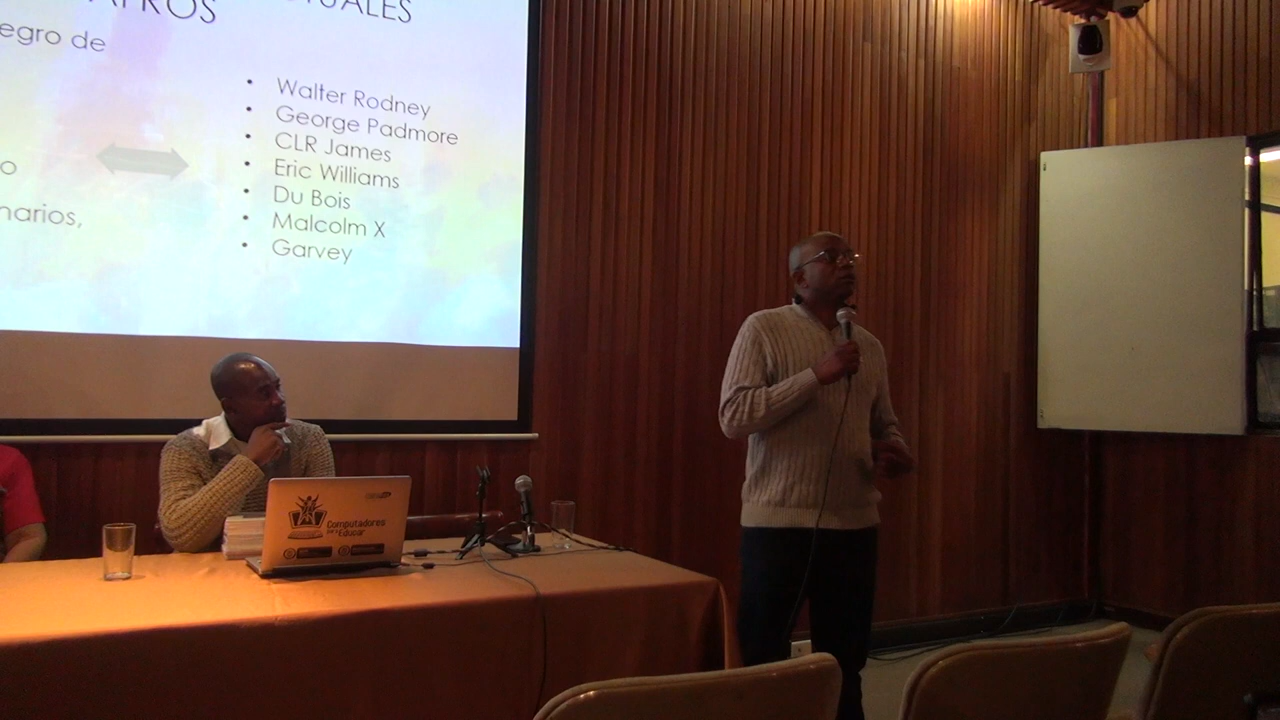 AFROS
egro de
o
narios,
• Walter Rodney
• George Padmore
• CLR James
• Eric Williams
• Du Bois
• Malcolm X
• Garvey
Computadores
para Educar